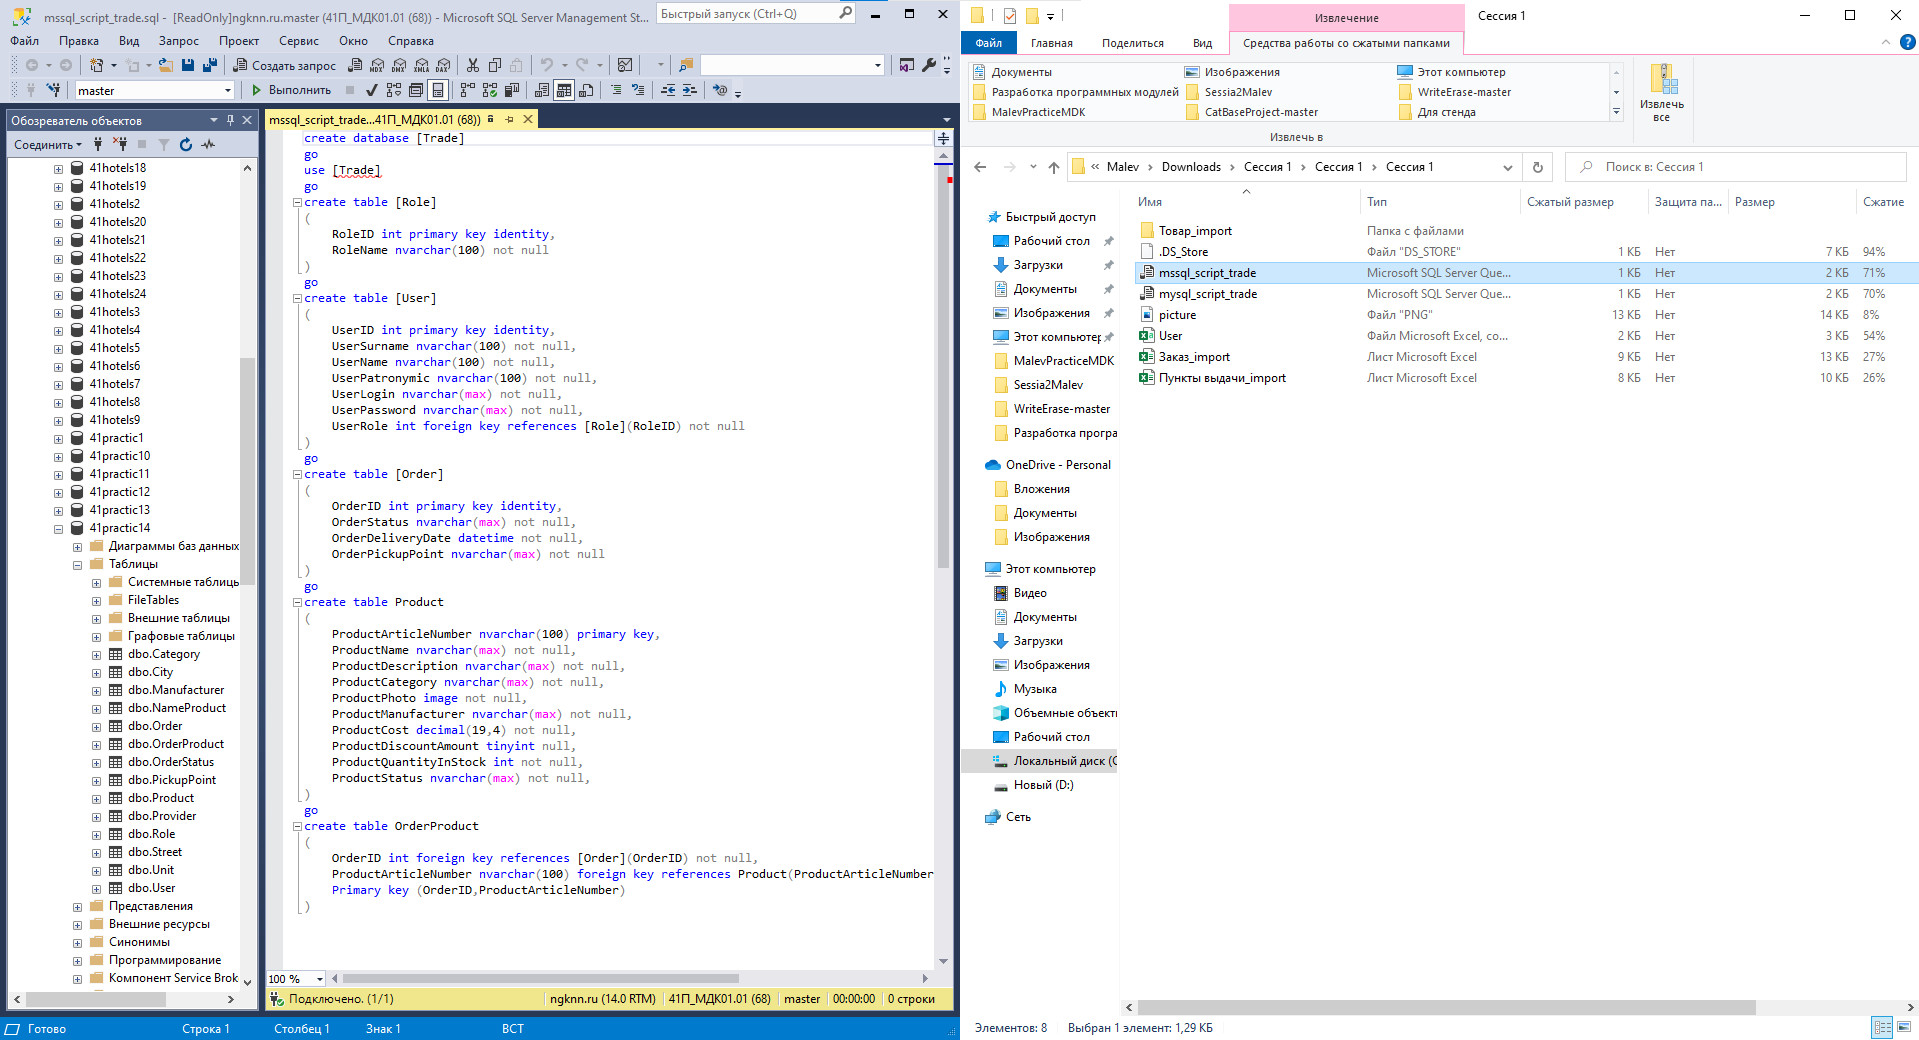 mssql_script_trade.sql - [ReadOnly]ngknn.ru.master (41П_МДК01.01 (68)) - Microsoft SQL Server Management St...
Быстрый запуск (Ctrl+Q)
Файл Правка Вид Запрос Проект Сервис Окно Справка
Создать запрос
MDX DMX XMLA DAX
master
Выполнить
Обозреватель объектов
Соединить
41hotels18
41hotels19
41hotels2
41hotels20
41hotels21
41hotels22
41hotels23
41hotels24
41hotels3
41hotels4
41hotels5
41hotels6
41hotels7
41hotels8
41hotels9
41practic1
41practic10
41practic11
41practic12
41practic13
41practic14
Диаграммы баз данных
Таблицы
Системные таблицы
FileTables
Внешние таблицы
Графовые таблицы
dbo.Category
dbo.City
dbo.Manufacturer
dbo.NameProduct
dbo.Order
dbo.OrderProduct
dbo.OrderStatus
dbo.PickupPoint
dbo.Product
dbo.Provider
dbo.Role
dbo.Street
dbo.Unit
dbo.User
Представления
Внешние ресурсы
Синонимы
Программирование
Компонент Service Brok
mssql_script_trade...41П_МДК01.01 (68))
create database [Trade]
go
use [Trade]
go
create table [Role]
(
RoleID int primary key identity,
RoleName nvarchar(100) not null
)
go
create table [User]
(
UserID int primary key identity,
UserSurname nvarchar(100) not null,
UserName nvarchar(100) not null,
UserPatronymic nvarchar(100) not null,
UserLogin nvarchar(max) not null,
UserPassword nvarchar(max) not null,
UserRole int foreign key references [Role](RoleID) not null
)
go
create table [Order]
(
OrderID int primary key identity,
OrderStatus nvarchar(max) not null,
OrderDeliveryDate datetime not null,
OrderPickupPoint nvarchar(max) not null
)
go
create table Product
(
ProductArticleNumber nvarchar(100) primary key,
ProductName nvarchar(max) not null,
ProductDescription nvarchar(max) not null,
ProductCategory nvarchar(max) not null,
ProductPhoto image not null,
ProductManufacturer nvarchar(max) not null,
ProductCost decimal(19,4) not null,
ProductDiscountAmount tinyint null,
ProductQuantityInStock int not null,
ProductStatus nvarchar(max) not null,
)
go
create table OrderProduct
(
OrderID int foreign key references [Order](OrderID) not null,
ProductArticleNumber nvarchar(100) foreign key references Product(ProductArticleNumber
Primary key (OrderID,ProductArticleNumber)
)
100 %
Подключено. (1/1) ngknn.ru (14.0 RTM) 41П_МДК01.01 (68) master 00:00:00 0 строки
Готово Строка 1 Столбец 1 Знак 1 ВСТ
Извлечение
Сессия 1
Файл Главная Поделиться Вид Средства работы со сжатыми папками
Документы Изображения Этот компьютер
Разработка программных модулей Sessia2Malev WriteErase-master
MalevPracticeMDK CatBaseProject-master Для стенда
Извлечь в
Извлечь все
« Malev › Downloads › Сессия 1 › Сессия 1 › Сессия 1
Поиск в: Сессия 1
Быстрый доступ
Рабочий стол
Загрузки
Документы
Изображения
Этот компьютер
MalevPracticeMDK
Sessia2Malev
WriteErase-master
Разработка програ
OneDrive - Personal
Вложения
Документы
Изображения
Этот компьютер
Видео
Документы
Загрузки
Изображения
Музыка
Объемные объекты
Рабочий стол
Локальный диск (C
Новый (D:)
Сеть
Имя Тип Сжатый размер Защита па... Размер Сжатие
Товар_import Папка с файлами
.DS_Store Файл "DS_STORE" 1 КБ Нет 7 КБ 94%
mssql_script_trade Microsoft SQL Server Que... 1 КБ Нет 2 КБ 71%
mysql_script_trade Microsoft SQL Server Que... 1 КБ Нет 2 КБ 70%
picture Файл "PNG" 13 КБ Нет 14 КБ 8%
User Файл Microsoft Excel, со... 2 КБ Нет 3 КБ 54%
Заказ_import Лист Microsoft Excel 9 КБ Нет 13 КБ 27%
Пункты выдачи_import Лист Microsoft Excel 8 КБ Нет 10 КБ 26%
Элементов: 8 Выбран 1 элемент: 1,29 КБ